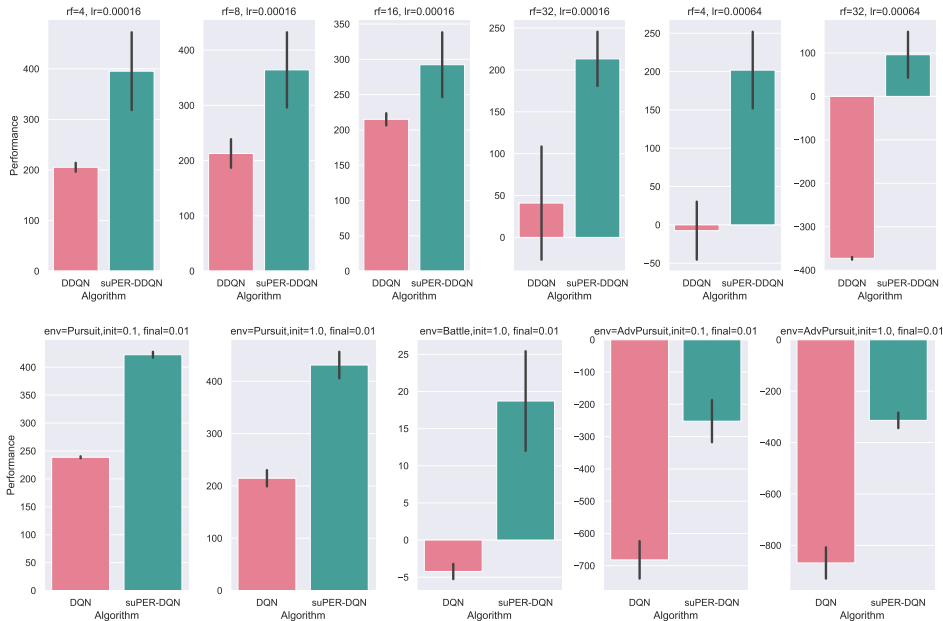 rf=4, lr=0.00016
rf=8, lr=0.00016
rf=16, lr=0.00016
rf=32, lr=0.00016
rf=4, lr=0.00064
rf=32, lr=0.00064
Performance
400
300
200
100
0
400
300
200
100
0
350
300
250
200
150
100
50
0
250
200
150
100
50
0
250
200
150
100
50
0
−50
100
0
−100
−200
−300
−400
DDQN suPER-DDQN
DDQN suPER-DDQN
DDQN suPER-DDQN
DDQN suPER-DDQN
DDQN suPER-DDQN
DDQN suPER-DDQN
Algorithm
Algorithm
Algorithm
Algorithm
Algorithm
Algorithm
env=Pursuit,init=0.1, final=0.01
env=Pursuit,init=1.0, final=0.01
env=Battle,init=1.0, final=0.01
env=AdvPursuit,init=0.1, final=0.01
env=AdvPursuit,init=1.0, final=0.01
Performance
400
350
300
250
200
150
100
50
0
400
300
200
100
0
25
20
15
10
5
0
−5
0
−100
−200
−300
−400
−500
−600
−700
0
−200
−400
−600
−800
DQN suPER-DQN
DQN suPER-DQN
DQN suPER-DQN
DQN suPER-DQN
DQN suPER-DQN
Algorithm
Algorithm
Algorithm
Algorithm
Algorithm